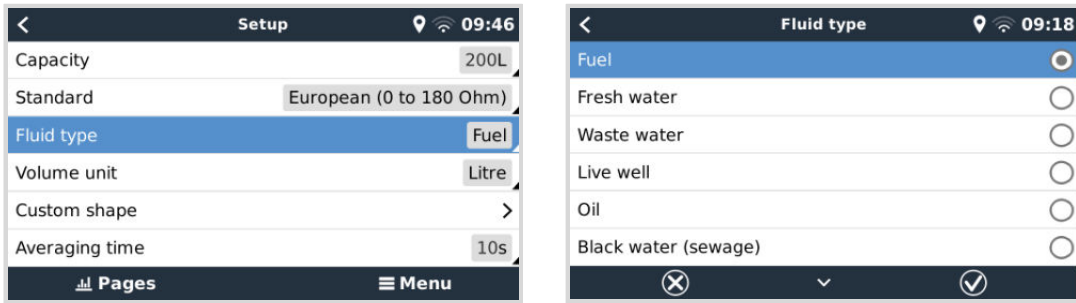 Setup 09:46
Capacity 200L
Standard European (0 to 180 Ohm)
Fluid type Fuel
Volume unit Litre
Custom shape
Averaging time 10s
Pages Menu
Fluid type 09:18
Fuel
Fresh water
Waste water
Live well
Oil
Black water (sewage)